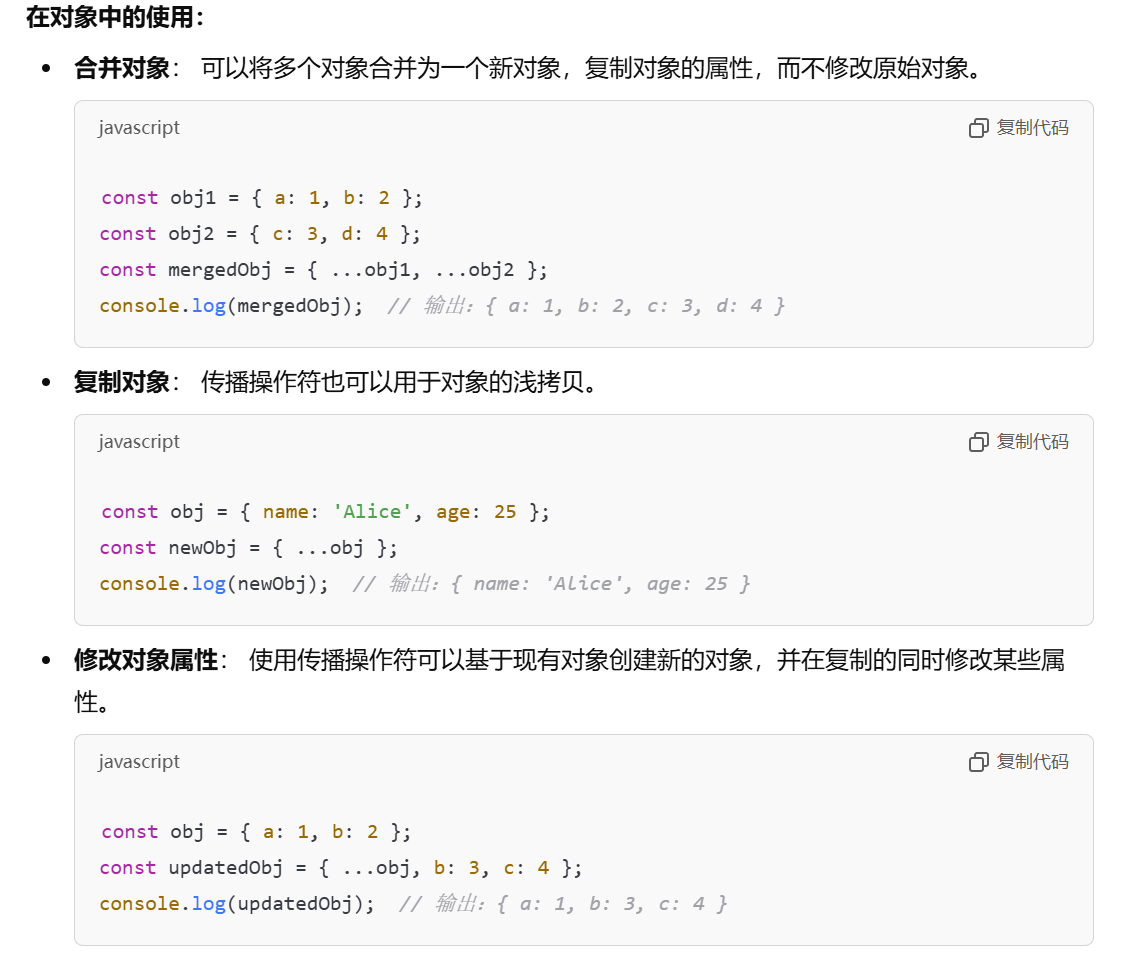 在对象中的使用：
• 合并对象： 可以将多个对象合并为一个新对象，复制对象的属性，而不修改原始对象。
javascript 复制代码
const obj1 = { a: 1, b: 2 };
const obj2 = { c: 3, d: 4 };
const mergedObj = { ...obj1, ...obj2 };
console.log(mergedObj);  // 输出：{ a: 1, b: 2, c: 3, d: 4 }
• 复制对象： 传播操作符也可以用于对象的浅拷贝。
javascript 复制代码
const obj = { name: 'Alice', age: 25 };
const newObj = { ...obj };
console.log(newObj);  // 输出：{ name: 'Alice', age: 25 }
• 修改对象属性： 使用传播操作符可以基于现有对象创建新的对象，并在复制的同时修改某些属
性。
javascript 复制代码
const obj = { a: 1, b: 2 };
const updatedObj = { ...obj, b: 3, c: 4 };
console.log(updatedObj);  // 输出：{ a: 1, b: 3, c: 4 }